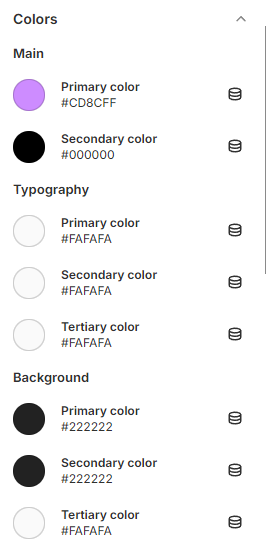 Colors
Main
Primary color
#CD8CFF
Secondary color
#000000
Typography
Primary color
#FAFAFA
Secondary color
#FAFAFA
Tertiary color
#FAFAFA
Background
Primary color
#222222
Secondary color
#222222
Tertiary color
#FAFAFA